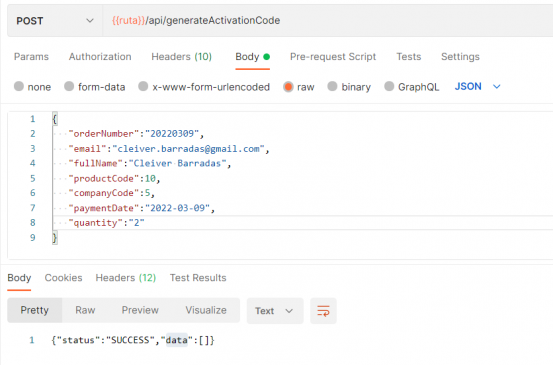 POST {{ruta}}/api/generateActivationCode
Params Authorization Headers (10) Body Pre-request Script Tests Settings
none form-data x-www-form-urlencoded raw binary GraphQL JSON
1 {
2 "orderNumber":"20220309",
3 "email":"cleiver.barradas@gmail.com",
4 "fullName":"Cleiver Barradas",
5 "productCode":10,
6 "companyCode":5,
7 "paymentDate":"2022-03-09",
8 "quantity":"2"
9 }
Body Cookies Headers (12) Test Results
Pretty Raw Preview Visualize Text
1 {"status":"SUCCESS","data":[]}